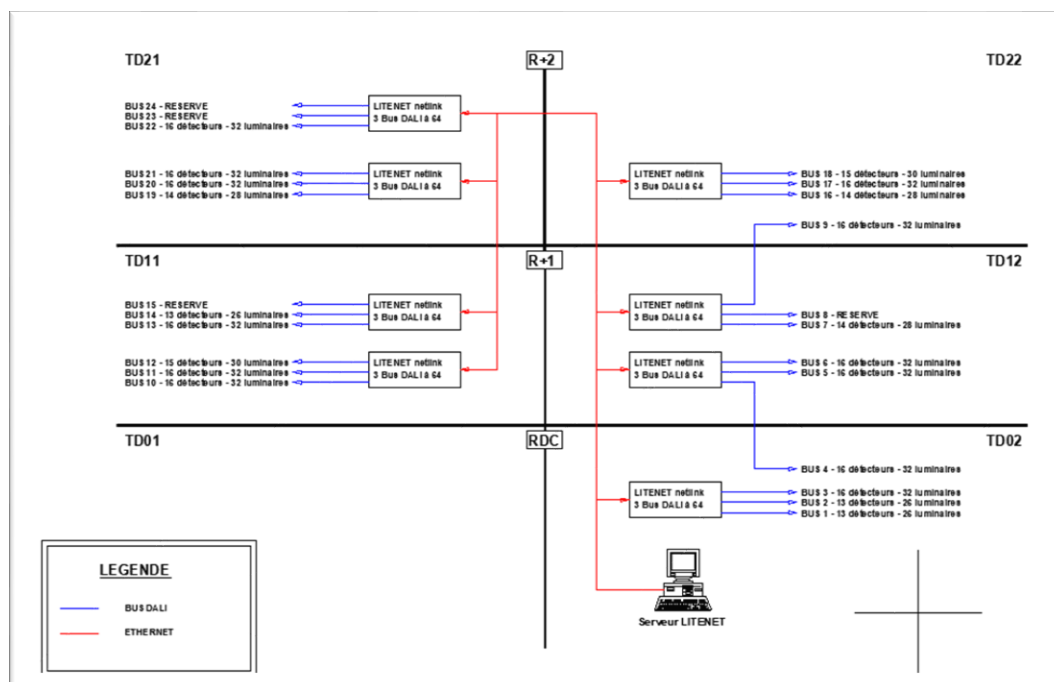 TD21
R+2
TD22
BUS 24 - RESERVE
BUS 23 - RESERVE
BUS 22 - 16 détecteurs - 32 luminaires
LITENET netlink
3 Bus DALI à 64
BUS 21 - 16 détecteurs - 32 luminaires
BUS 20 - 16 détecteurs - 32 luminaires
BUS 19 - 14 détecteurs - 28 luminaires
LITENET netlink
3 Bus DALI à 64
LITENET netlink
3 Bus DALI à 64
BUS 18 - 15 détecteurs - 30 luminaires
BUS 17 - 16 détecteurs - 32 luminaires
BUS 16 - 14 détecteurs - 28 luminaires
BUS 9 - 16 détecteurs - 32 luminaires
TD11
R+1
TD12
BUS 15 - RESERVE
BUS 14 - 13 détecteurs - 26 luminaires
BUS 13 - 16 détecteurs - 32 luminaires
LITENET netlink
3 Bus DALI à 64
LITENET netlink
3 Bus DALI à 64
BUS 8 - RESERVE
BUS 7 - 14 détecteurs - 28 luminaires
BUS 12 - 15 détecteurs - 30 luminaires
BUS 11 - 16 détecteurs - 32 luminaires
BUS 10 - 16 détecteurs - 32 luminaires
LITENET netlink
3 Bus DALI à 64
LITENET netlink
3 Bus DALI à 64
BUS 6 - 16 détecteurs - 32 luminaires
BUS 5 - 16 détecteurs - 32 luminaires
TD01
RDC
TD02
BUS 4 - 16 détecteurs - 32 luminaires
LITENET netlink
3 Bus DALI à 64
BUS 3 - 16 détecteurs - 32 luminaires
BUS 2 - 13 détecteurs - 26 luminaires
BUS 1 - 13 détecteurs - 26 luminaires
LEGENDE
BUS DALI
ETHERNET
Serveur LITENET